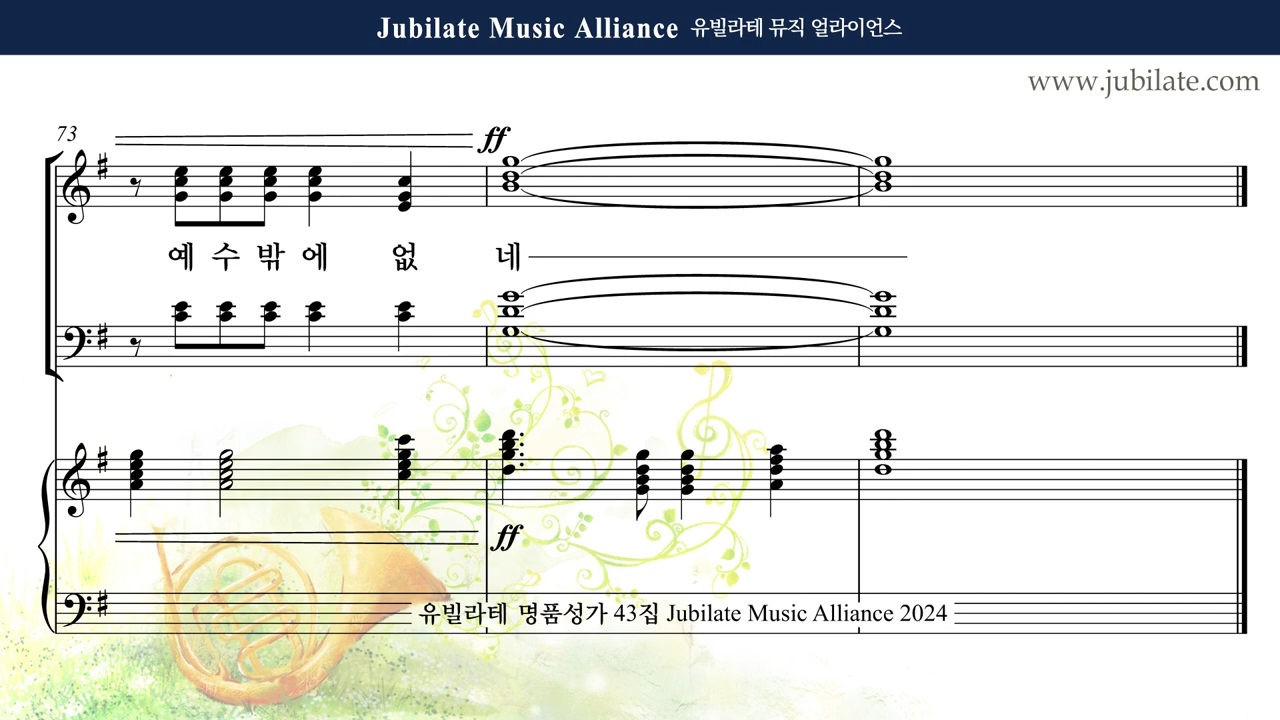 Jubilate Music Alliance 유빌라테 뮤직 얼라이언스
www.jubilate.com
73
ff
예 수 밖 에 없 네
ff
유빌라테 명품성가 43집 Jubilate Music Alliance 2024